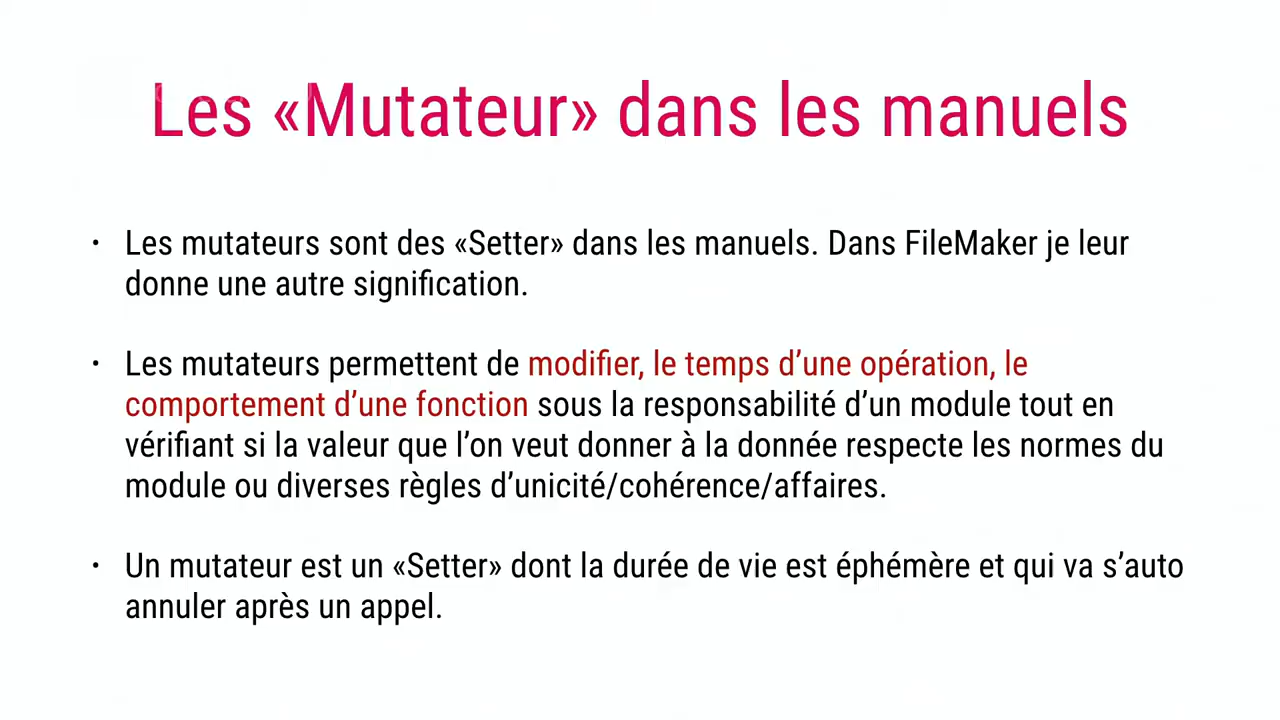 Les «Mutateur» dans les manuels
• Les mutateurs sont des «Setter» dans les manuels. Dans FileMaker je leur
donne une autre signification.
• Les mutateurs permettent de modifier, le temps d’une opération, le
comportement d’une fonction sous la responsabilité d’un module tout en
vérifiant si la valeur que l’on veut donner à la donnée respecte les normes du
module ou diverses règles d’unicité/cohérence/affaires.
• Un mutateur est un «Setter» dont la durée de vie est éphémère et qui va s’auto
annuler après un appel.